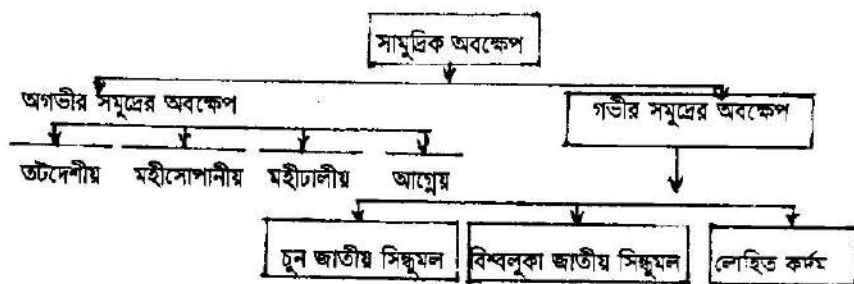 সামুদ্রিক অবক্ষেপ
অগভীর সমুদ্রের অবক্ষেপ
গভীর সমুদ্রের অবক্ষেপ
তটদেশীয় মহীসোপানীয় মহীঢালীয় আগ্নেয়
চুন জাতীয় সিন্ধুমল বিশ্বলুকা জাতীয় সিন্ধুমল লোহিত কর্দম